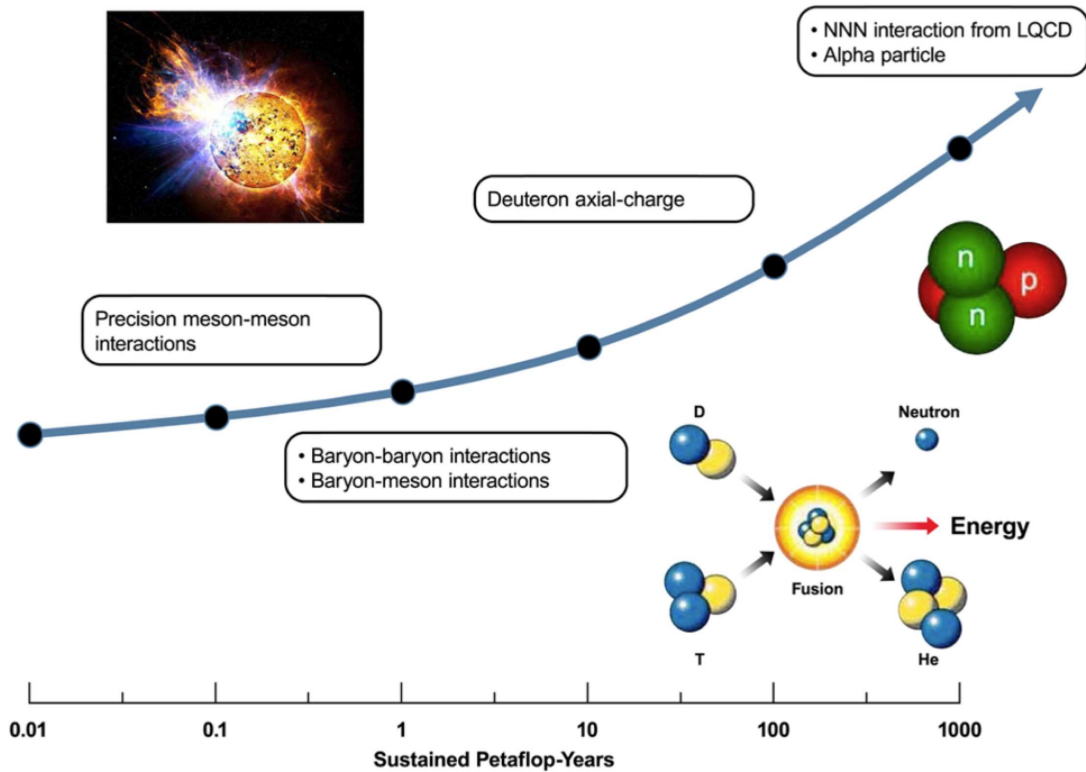 • NNN interaction from LQCD
• Alpha particle
Deuteron axial-charge
n
p
n
Precision meson-meson
interactions
• Baryon-baryon interactions
• Baryon-meson interactions
D
Neutron
Energy
Fusion
T
He
0.01 0.1 1 10 100 1000
Sustained Petaflop-Years